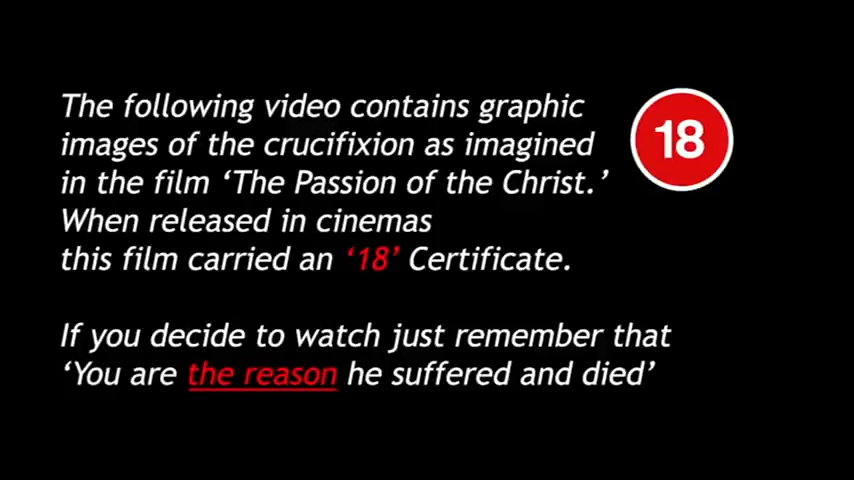 The following video contains graphic
images of the crucifixion as imagined
in the film ‘The Passion of the Christ.’
When released in cinemas
this film carried an ‘18’ Certificate.
18
If you decide to watch just remember that
‘You are the reason he suffered and died’